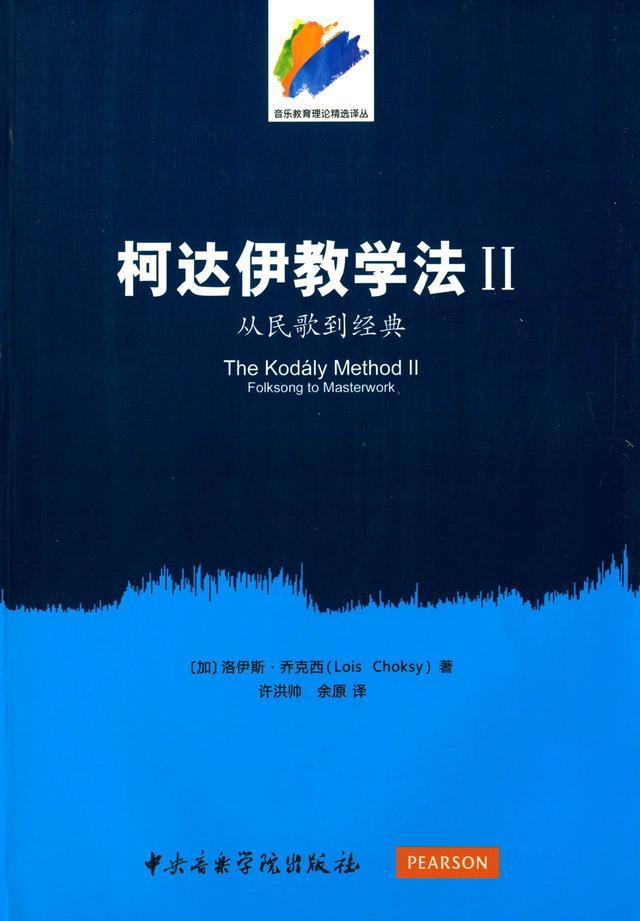 音乐教育理论精选译丛
柯达伊教学法 II
从民歌到经典
The Kodály Method II
Folksong to Masterwork
〔加〕洛伊斯·乔克西(Lois Choksy)著
许洪帅 余原 译
中央音乐学院出版社
PEARSON